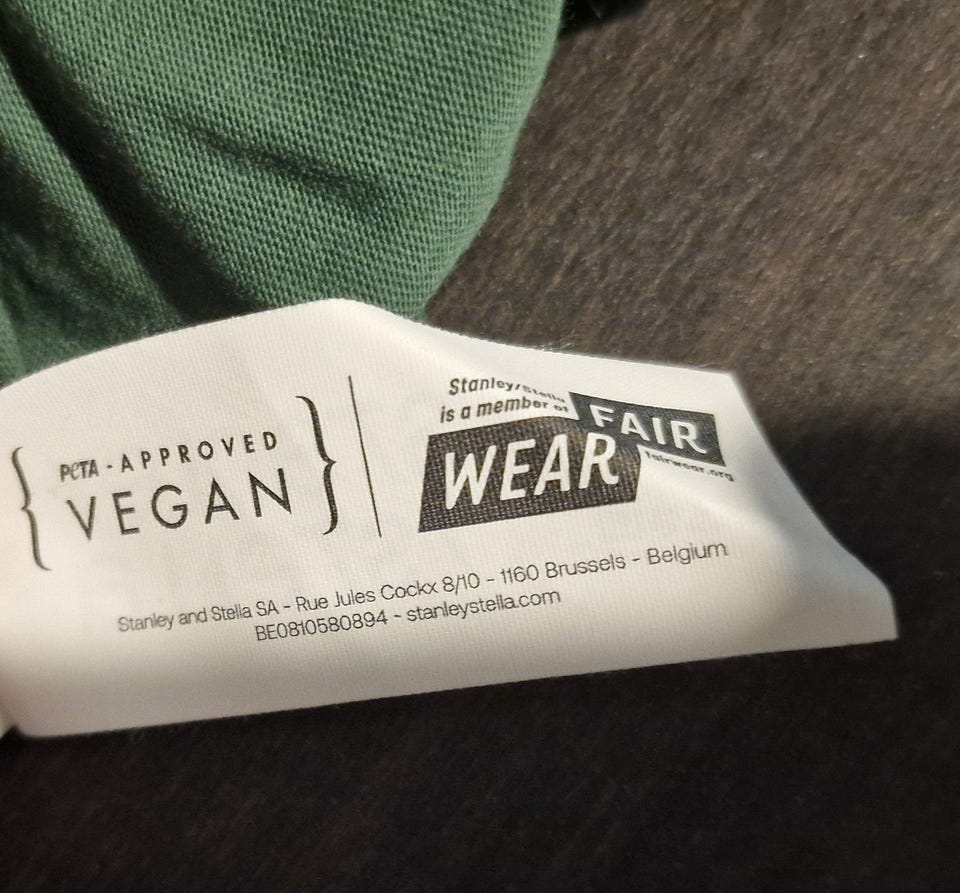 { PETA - APPROVED
VEGAN }
Stanley/Stella
is a member of
FAIR
WEAR
fairwear.org
Stanley and Stella SA - Rue Jules Cockx 8/10 - 1160 Brussels - Belgium
BE0810580894 - stanleystella.com